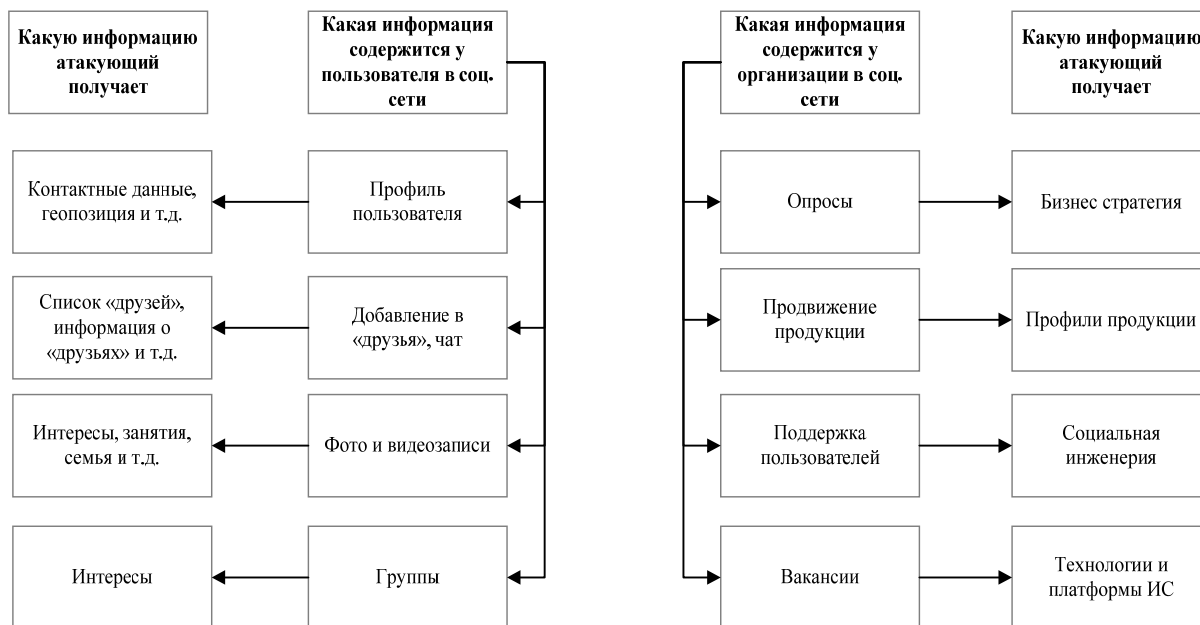 Какую информацию
атакующий
получает
Какая информация
содержится у
пользователя в соц.
сети
Какая информация
содержится у
организации в соц.
сети
Какую информацию
атакующий
получает
Контактные данные,
геопозиция и т.д.
Профиль
пользователя
Опросы
Бизнес стратегия
Список «друзей»,
информация о
«друзьях» и т.д.
Добавление в
«друзья», чат
Продвижение
продукции
Профили продукции
Интересы, занятия,
семья и т.д.
Фото и видеозаписи
Поддержка
пользователей
Социальная
инженерия
Интересы
Группы
Вакансии
Технологии и
платформы ИС